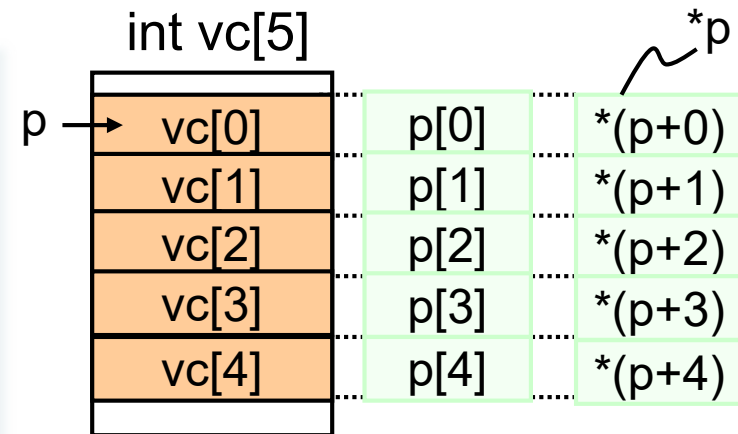 int vc[5]
*p
p
vc[0] p[0] *(p+0)
vc[1] p[1] *(p+1)
vc[2] p[2] *(p+2)
vc[3] p[3] *(p+3)
vc[4] p[4] *(p+4)